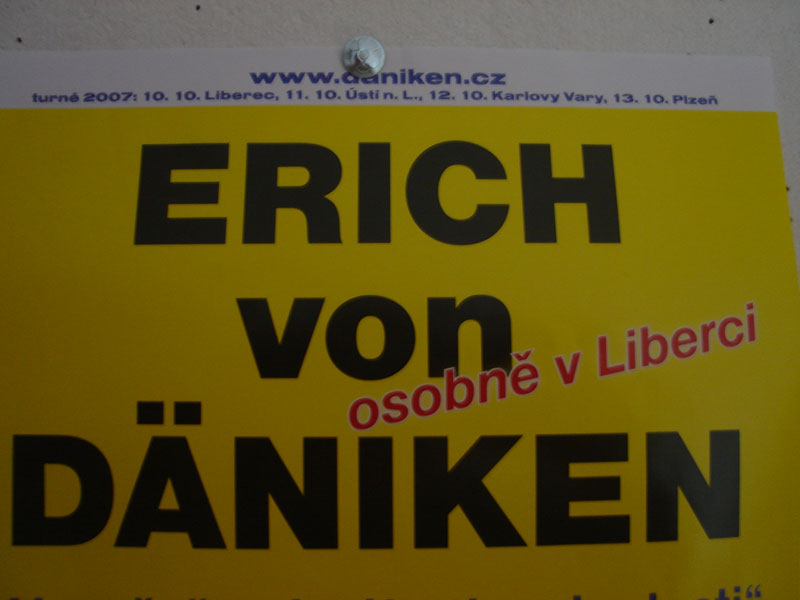 www.daniken.cz
turné 2007: 10. 10. Liberec, 11. 10. Ústí n. L., 12. 10. Karlovy Vary, 13. 10. Plzeň
ERICH
von
osobně v Liberci
DÄNIKEN